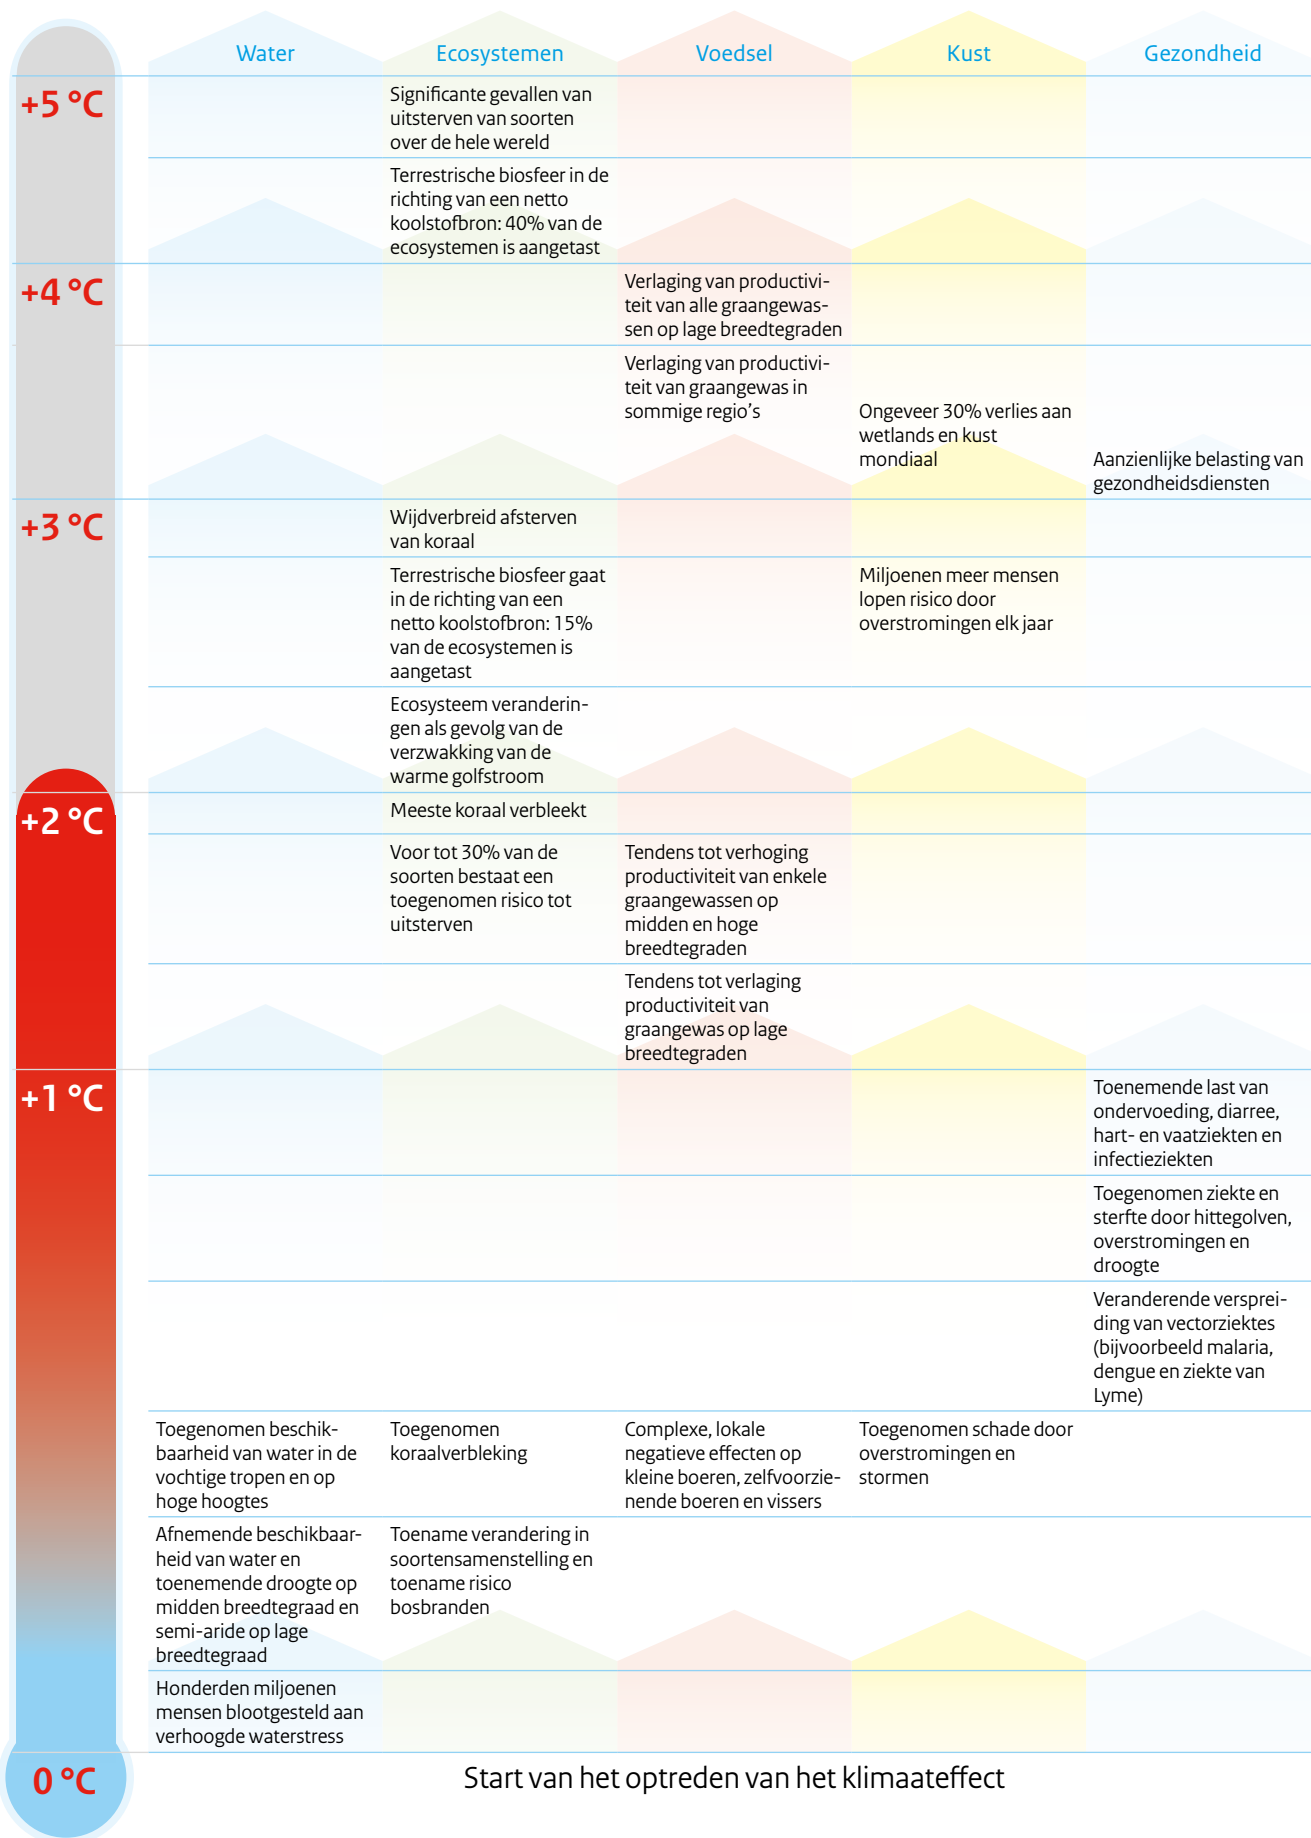 Water
Ecosystemen
Voedsel
Kust
Gezondheid
+5 °C
Significante gevallen van
uitsterven van soorten
over de hele wereld
Terrestrische biosfeer in de
richting van een netto
koolstofbron: 40% van de
ecosystemen is aangetast
+4 °C
Verlaging van productivi-
teit van alle graangewas-
sen op lage breedtegraden
Verlaging van productivi-
teit van graangewas in
sommige regio's
Ongeveer 30% verlies aan
wetlands en kust
mondiaal
Aanzienlijke belasting van
gezondheidsdiensten
+3 °C
Wijdverbreid afsterven
van koraal
Terrestrische biosfeer gaat
in de richting van een
netto koolstofbron: 15%
van de ecosystemen is
aangetast
Miljoenen meer mensen
lopen risico door
overstromingen elk jaar
Ecosysteem veranderin-
gen als gevolg van de
verzwakking van de
warme golfstroom
+2 °C
Meeste koraal verbleekt
Voor tot 30% van de
soorten bestaat een
toegenomen risico tot
uitsterven
Tendens tot verhoging
productiviteit van enkele
graangewassen op
midden en hoge
breedtegraden
Tendens tot verlaging
productiviteit van
graangewas op lage
breedtegraden
+1 °C
Toenemende last van
ondervoeding, diarree,
hart- en vaatziekten en
infectieziekten
Toegenomen ziekte en
sterfte door hittegolven,
overstromingen en
droogte
Veranderende versprei-
ding van vectorziektes
(bijvoorbeeld malaria,
dengue en ziekte van
Lyme)
Toegenomen beschik-
baarheid van water in de
vochtige tropen en op
hoge hoogtes
Toegenomen
koraalverbleking
Complexe, lokale
negatieve effecten op
kleine boeren, zelfvoorzie-
nende boeren en vissers
Toegenomen schade door
overstromingen en
stormen
Afnemende beschikbaar-
heid van water en
toenemende droogte op
midden breedtegraad en
semi-aride op lage
breedtegraad
Toename verandering in
soortensamenstelling en
toename risico
bosbranden
Honderden miljoenen
mensen blootgesteld aan
verhoogde waterstress
0 °C
Start van het optreden van het klimaateffect